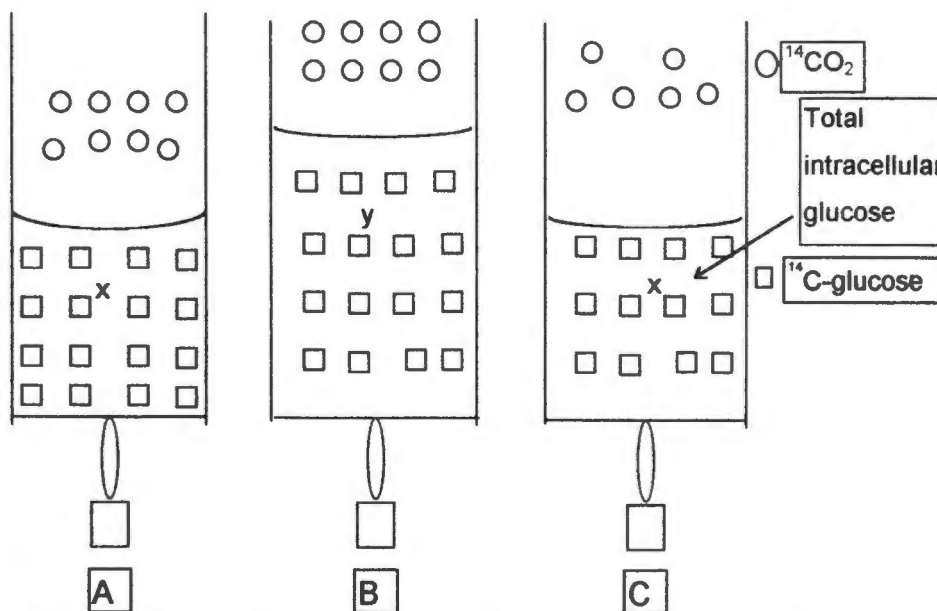 ¹⁴CO₂
Total
intracellular
glucose
y
x
x
¹⁴C-glucose
A
B
C